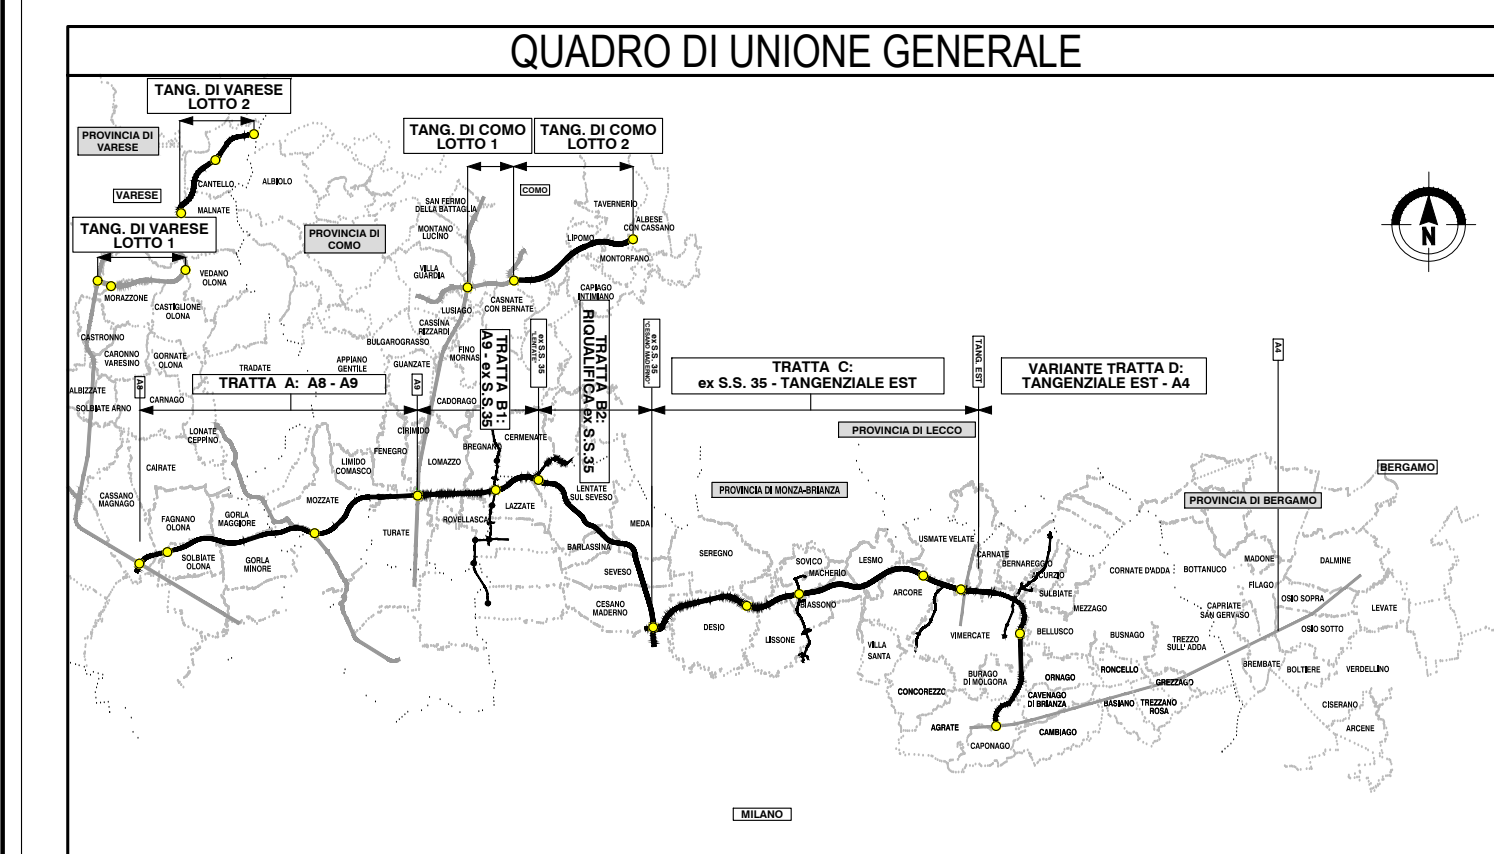 QUADRO DI UNIONE GENERALE
TANG. DI VARESE
LOTTO 2
PROVINCIA DI
VARESE
CANTELLO
ALBIOLO
VARESE
MALNATE
TANG. DI VARESE
LOTTO 1
VEDANO
OLONA
MORAZZONE
CASTIGLIONE
OLONA
PROVINCIA DI
COMO
TANG. DI COMO
LOTTO 1
TANG. DI COMO
LOTTO 2
COMO
SAN FERMO
DELLA BATTAGLIA
MONTANO
LUCINO
VILLA
GUARDIA
TAVERNERIO
ALBESE
CON CASSANO
LIPOMO
MONTORFANO
CAPIAGO
INTIMIANO
LUSIAGO
CASNATE
CON BERNATE
CASSINA
RIZZARDI
BULGAROGRASSO
FINO
MORNAS
GUANZATE
APPIANO
GENTILE
CASTRONNO
CARONNO
VARESINO
GORNATE
OLONA
TRADATE
ALBIZZATE
SOLBIATE ARNO
CARNAGO
A8
TRATTA A: A8 - A9
A9
TRATTA B1:
A9 - ex S.S.35
ex S.S. 35
"LENTATE"
TRATTA B2:
RIQUALIFICA ex S.S.35
ex S.S. 35
"CESANO MADERNO"
TRATTA C:
ex S.S. 35 - TANGENZIALE EST
TANG. EST
VARIANTE TRATTA D:
TANGENZIALE EST - A4
A4
N
CADORAGO
CIRIMIDO
CERMENATE
BREGNANO
FENEGRO
LOMAZZO
LIMIDO
COMASCO
LONATE
CEPPINO
CAIRATE
CASSANO
MAGNAGO
MOZZATE
FAGNANO
OLONA
GORLA
MAGGIORE
SOLBIATE
OLONA
GORLA
MINORE
TURATE
ROVELLASCA
LAZZATE
LENTATE
SUL SEVESO
MEDA
BARLASSINA
SEVESO
CESANO
MADERNO
PROVINCIA DI LECCO
PROVINCIA DI MONZA-BRIANZA
PROVINCIA DI BERGAMO
BERGAMO
SEREGNO
DESIO
LISSONE
SOVICO
MACHERIO
BIASSONO
LESMO
USMATE VELATE
CARNATE
BERNAREGGIO
ARCORE
SULBIATE
MEZZAGO
CORNATE D'ADDA
BOTTANUCO
MADONE
DALMINE
FILAGO
OSIO SOPRA
CAPRIATE
SAN GERVASO
LEVATE
OSIO SOTTO
VIMERCATE
BELLUSCO
BUSNAGO
TREZZO
SULL' ADDA
VILLA
SANTA
BREMBATE
BOLTIERE
VERDELLINO
RONCELLO
GREZZAGO
BURAGO
DI MOLGORA
ORNAGO
CONCOREZZO
CAVENAGO
DI BRIANZA
BASIANO
TREZZANO
ROSA
CISERANO
ARCENE
AGRATE
CAMBIAGO
CAPONAGO
MILANO